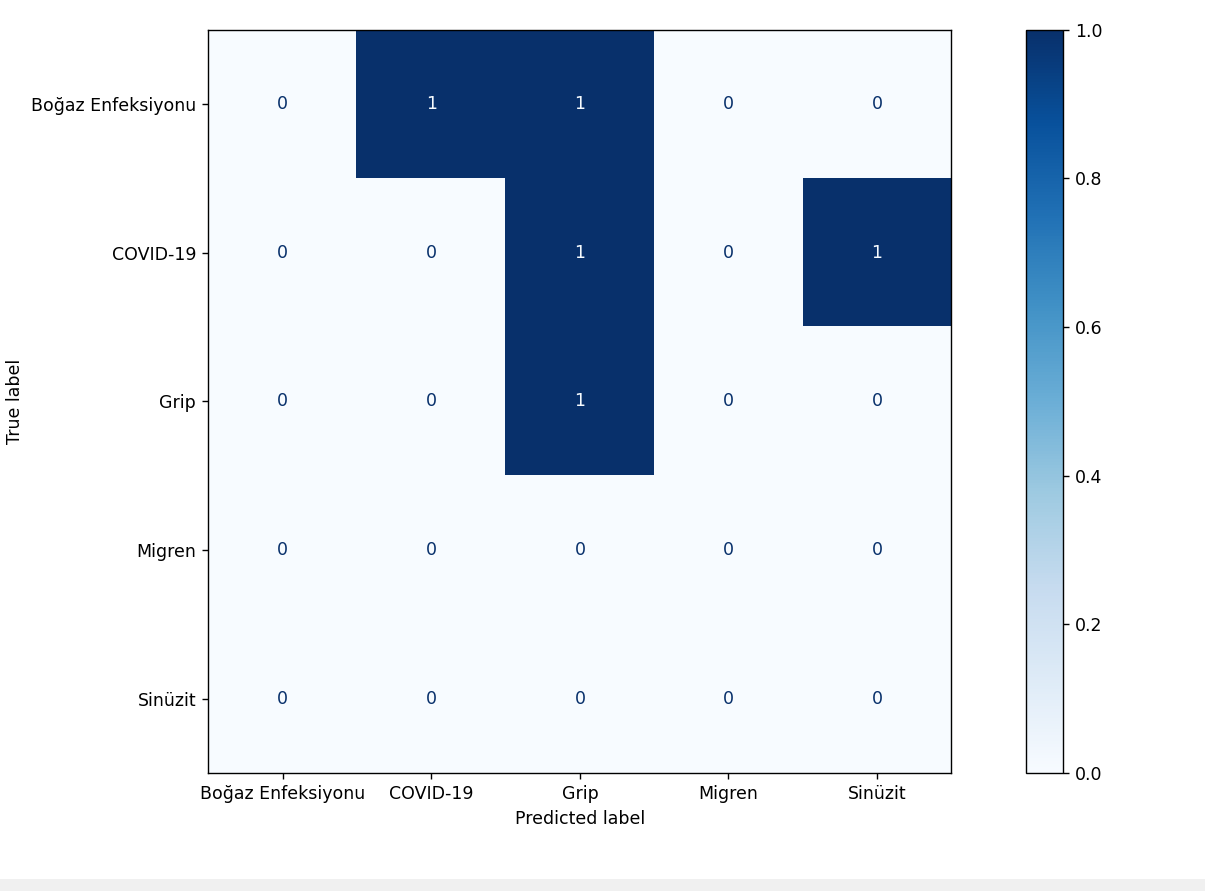 1.0
Boğaz Enfeksiyonu 0 1 1 0 0
0.8
COVID-19 0 0 1 0 1
0.6
True label
Grip 0 0 1 0 0
0.4
Migren 0 0 0 0 0
0.2
Sinüzit 0 0 0 0 0
0.0
Boğaz Enfeksiyonu COVID-19 Grip Migren Sinüzit
Predicted label